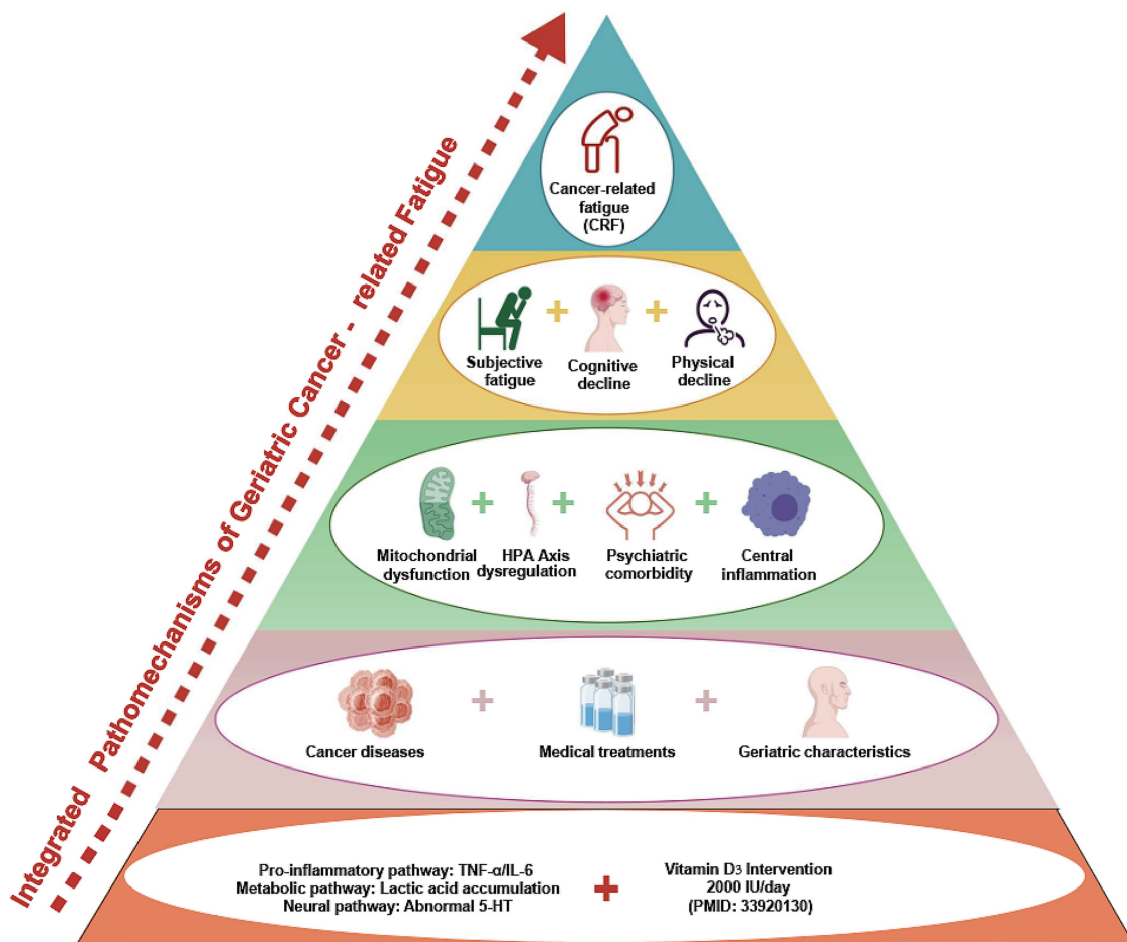 Integrated Pathomechanisms of Geriatric Cancer - related Fatigue
Cancer-related
fatigue
(CRF)
Subjective
fatigue
Cognitive
decline
Physical
decline
Mitochondrial
dysfunction
HPA Axis
dysregulation
Psychiatric
comorbidity
Central
inflammation
Cancer diseases
Medical treatments
Geriatric characteristics
Pro-inflammatory pathway: TNF-α/IL-6
Metabolic pathway: Lactic acid accumulation
Neural pathway: Abnormal 5-HT
Vitamin D3 Intervention
2000 IU/day
(PMID: 33920130)